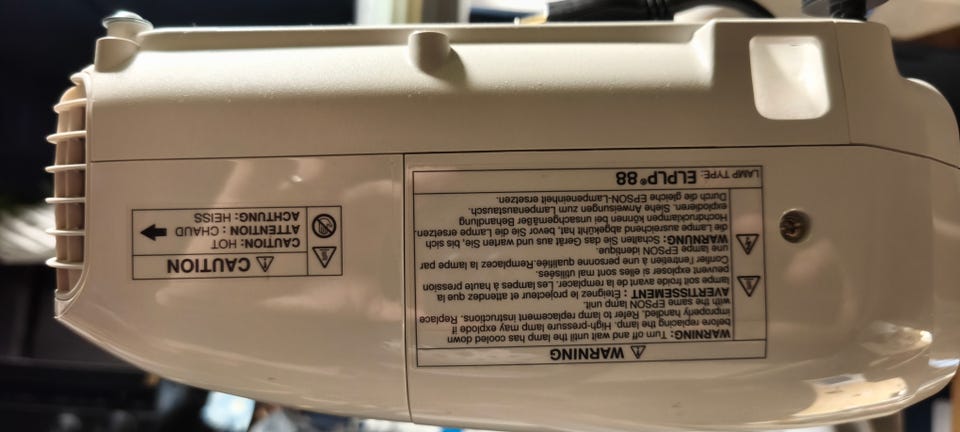 WARNING
WARNING: Turn off and wait until the lamp has cooled down
before replacing the lamp. High-pressure lamp may explode if
improperly handled. Refer to lamp replacement instructions. Replace
with the same EPSON lamp unit.
AVERTISSEMENT : Éteignez le projecteur et attendez que la
lampe soit froide avant de la remplacer. Les lampes à haute pression
peuvent exploser si elles sont mal utilisées.
Confier l'entretien à une personne qualifiée. Remplacez la lampe par
une lampe EPSON identique.
WARNUNG: Schalten Sie das Gerät aus und warten Sie, bis sich
die Lampe ausreichend abgekühlt hat, bevor Sie die Lampe ersetzen.
Hochdrucklampen können bei unsachgemäßer Behandlung
explodieren. Siehe Anweisungen zum Lampenaustausch.
Durch die gleiche EPSON-Lampeneinheit ersetzen.
LAMP TYPE: ELPLP® 88
CAUTION
CAUTION: HOT
ATTENTION : CHAUD
ACHTUNG: HEISS